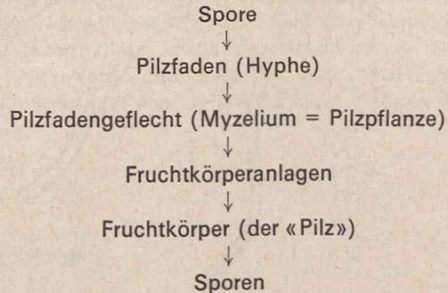 Spore
↓
Pilzfaden (Hyphe)
↓
Pilzfadengeflecht (Myzelium = Pilzpflanze)
↓
Fruchtkörperanlagen
↓
Fruchtkörper (der «Pilz»)
↓
Sporen